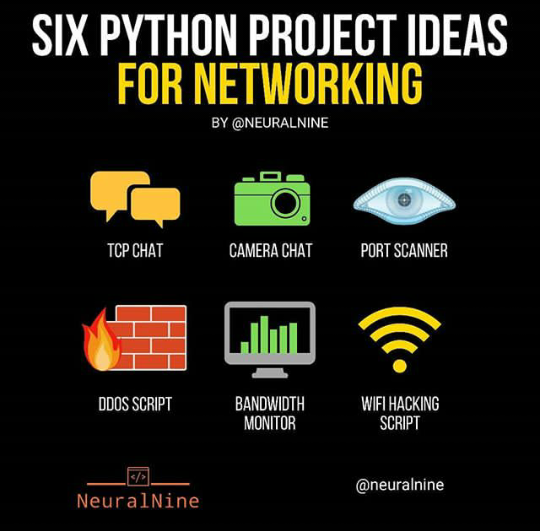 SIX PYTHON PROJECT IDEAS
FOR NETWORKING
BY @NEURALNINE
TCP CHAT
CAMERA CHAT
PORT SCANNER
DDOS SCRIPT
BANDWIDTH
MONITOR
WIFI HACKING
SCRIPT
</>
NeuralNine
@neuralnine